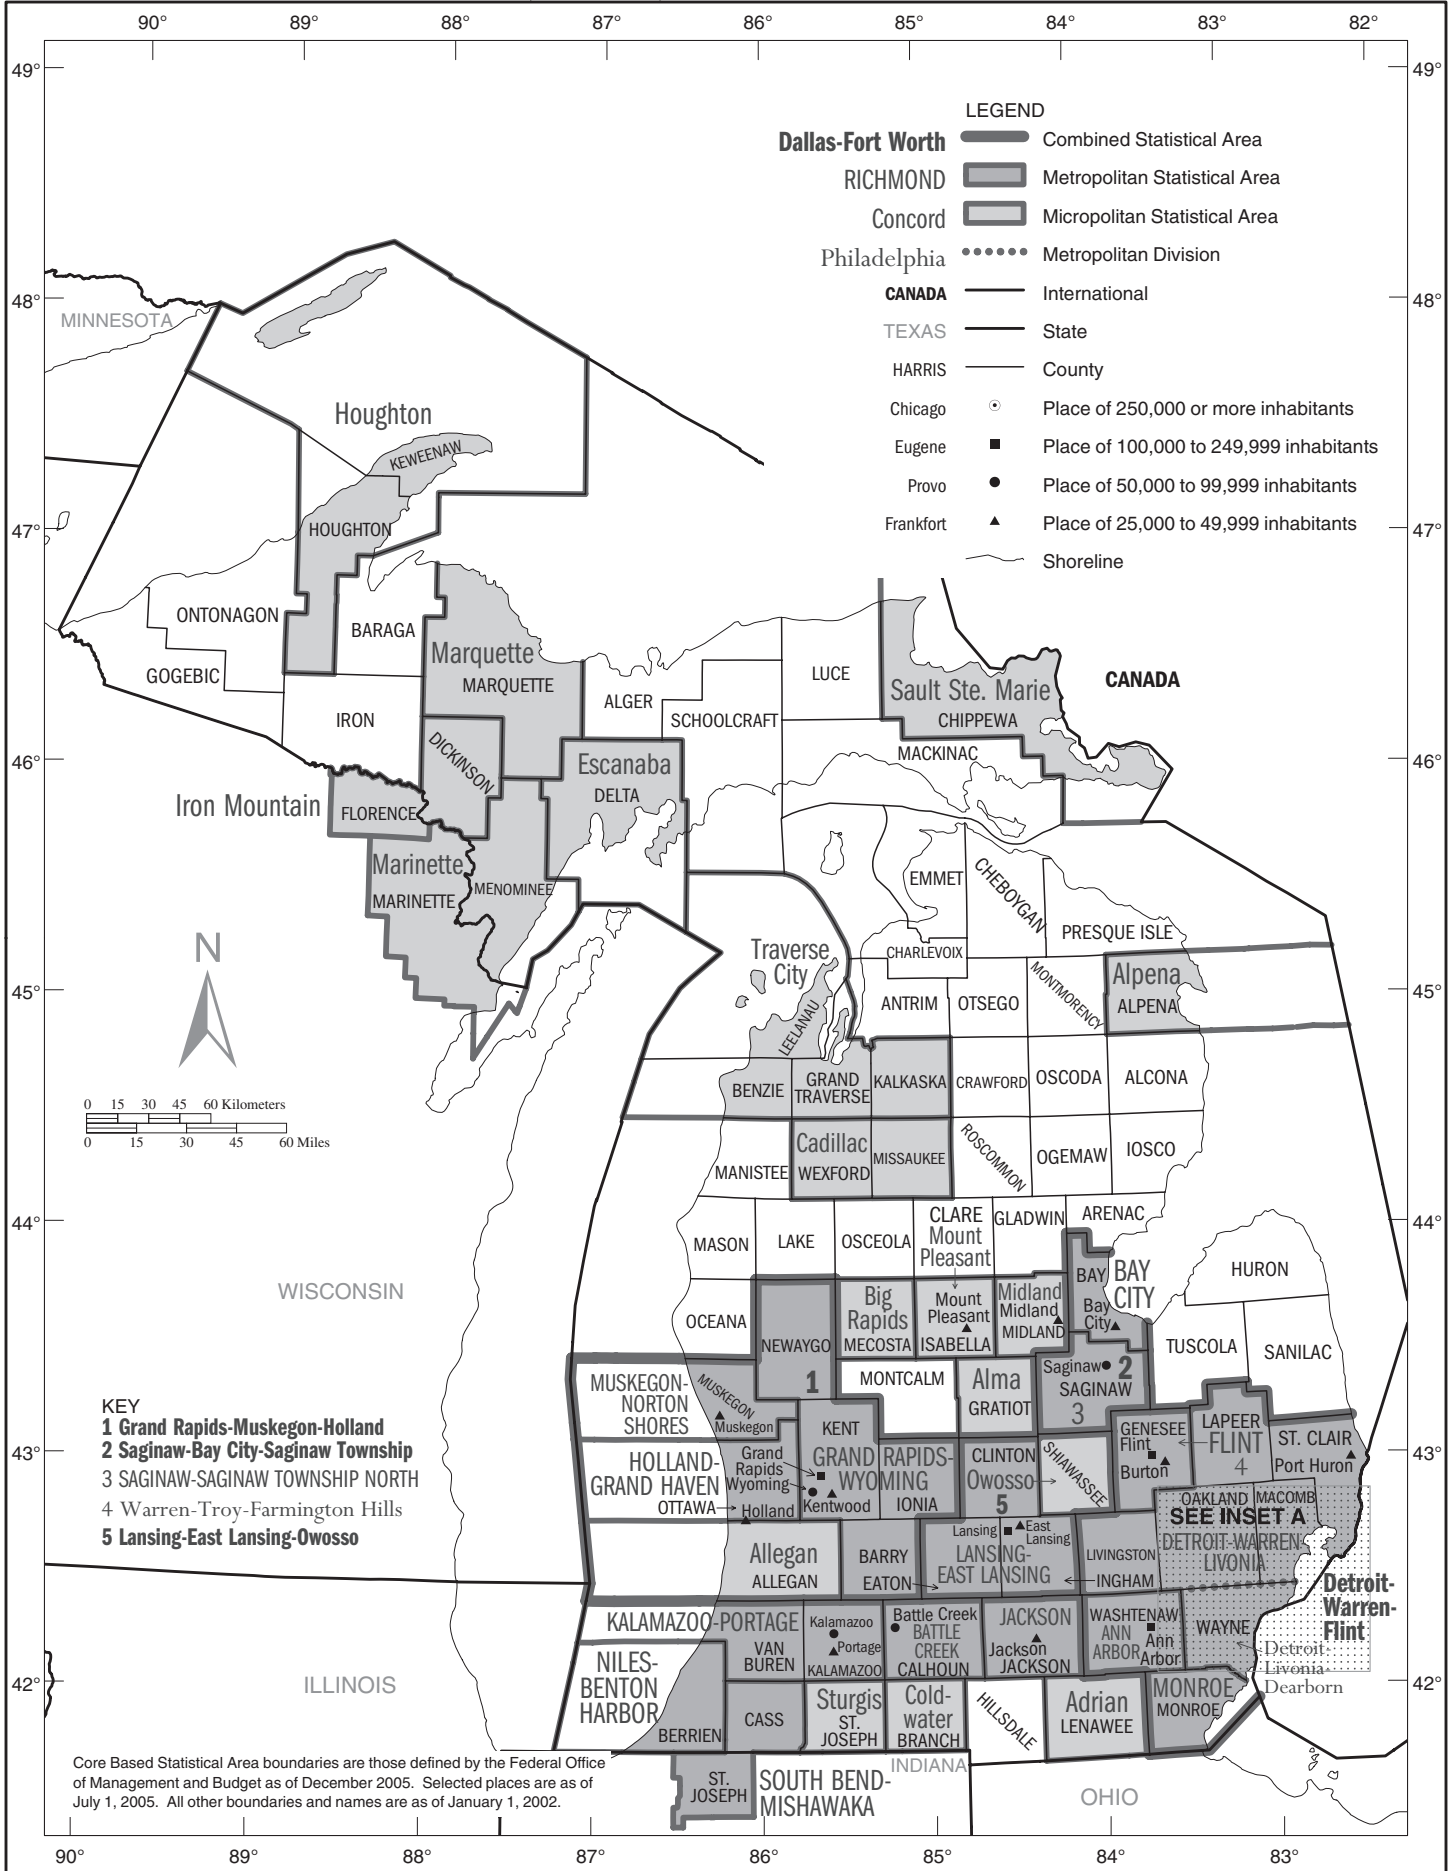 90° 89° 88° 87° 86° 85° 84° 83° 82°
49° 49°
LEGEND
Dallas-Fort Worth Combined Statistical Area
RICHMOND Metropolitan Statistical Area
Concord Micropolitan Statistical Area
Philadelphia Metropolitan Division
CANADA International
TEXAS State
HARRIS County
Chicago Place of 250,000 or more inhabitants
Eugene Place of 100,000 to 249,999 inhabitants
Provo Place of 50,000 to 99,999 inhabitants
Frankfort Place of 25,000 to 49,999 inhabitants
Shoreline
48° 48°
MINNESOTA
Houghton
KEWEENAW
47° 47°
HOUGHTON
ONTONAGON
BARAGA
GOGEBIC
IRON
Marquette
MARQUETTE
ALGER
SCHOOLCRAFT
LUCE
Sault Ste. Marie
CHIPPEWA
CANADA
MACKINAC
46° 46°
DICKINSON
Escanaba
DELTA
Iron Mountain
FLORENCE
Marinette
MARINETTE
MENOMINEE
EMMET
CHEBOYGAN
PRESQUE ISLE
CHARLEVOIX
N
Traverse
City
LEELANAU
ANTRIM
OTSEGO
MONTMORENCY
Alpena
ALPENA
45° 45°
BENZIE
GRAND
TRAVERSE
KALKASKA
CRAWFORD
OSCODA
ALCONA
0 15 30 45 60 Kilometers
0 15 30 45 60 Miles
MANISTEE
Cadillac
WEXFORD
MISSAUKEE
ROSCOMMON
OGEMAW
IOSCO
44° 44°
MASON
LAKE
OSCEOLA
CLARE
Mount
Pleasant
GLADWIN
ARENAC
WISCONSIN
OCEANA
NEWAYGO
1
Big
Rapids
MECOSTA
Mount
Pleasant
ISABELLA
Midland
Midland
MIDLAND
BAY
BAY
CITY
Bay
City
HURON
TUSCOLA
SANILAC
MUSKEGON-
NORTON
SHORES
MUSKEGON
Muskegon
MONTCALM
Alma
GRATIOT
Saginaw
2
SAGINAW
3
KEY
1 Grand Rapids-Muskegon-Holland
2 Saginaw-Bay City-Saginaw Township
3 SAGINAW-SAGINAW TOWNSHIP NORTH
4 Warren-Troy-Farmington Hills
5 Lansing-East Lansing-Owosso
43° 43°
HOLLAND-
GRAND HAVEN
OTTAWA
Holland
KENT
GRAND RAPIDS-
WYOMING
Grand
Rapids
Wyoming
Kentwood
IONIA
CLINTON
Owosso
5
SHIAWASSEE
GENESEE
Flint
Burton
LAPEER
FLINT
4
ST. CLAIR
Port Huron
OAKLAND
MACOMB
SEE INSET A
DETROIT-WARREN-
LIVONIA
Allegan
ALLEGAN
BARRY
EATON
Lansing
East
Lansing
LANSING-
EAST LANSING
INGHAM
LIVINGSTON
Detroit-
Warren-
Flint
KALAMAZOO-PORTAGE
VAN
BUREN
Kalamazoo
Portage
KALAMAZOO
Battle Creek
BATTLE
CREEK
CALHOUN
JACKSON
Jackson
JACKSON
WASHTENAW
ANN
ARBOR
Ann
Arbor
WAYNE
Detroit-
Livonia-
Dearborn
42° 42°
ILLINOIS
NILES-
BENTON
HARBOR
BERRIEN
CASS
Sturgis
ST.
JOSEPH
Cold-
water
BRANCH
HILLSDALE
Adrian
LENAWEE
MONROE
MONROE
Core Based Statistical Area boundaries are those defined by the Federal Office
of Management and Budget as of December 2005. Selected places are as of
July 1, 2005. All other boundaries and names are as of January 1, 2002.
ST.
JOSEPH
SOUTH BEND-
MISHAWAKA
INDIANA
OHIO
90° 89° 88° 87° 86° 85° 84° 83°